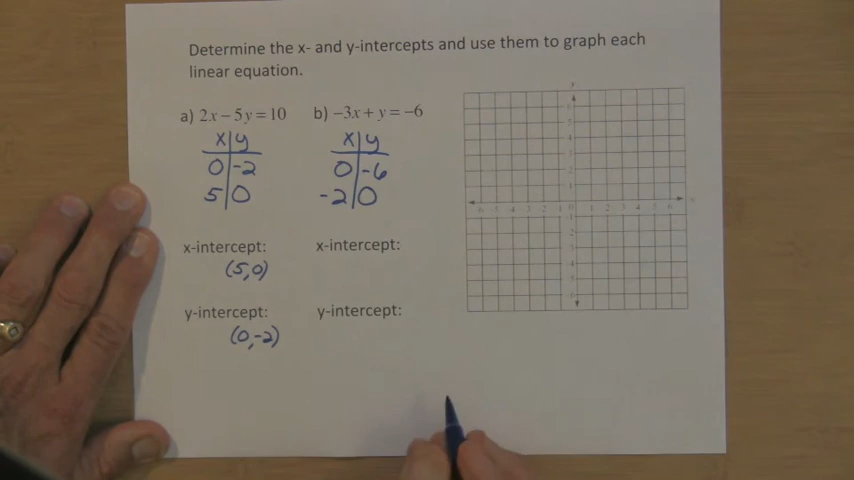 Determine the x- and y-intercepts and use them to graph each
linear equation.
a) 2x – 5y = 10
b) –3x + y = –6
x y
0 -2
5 0
x y
0 -6
-2 0
x-intercept:
(5,0)
x-intercept:
y-intercept:
(0,-2)
y-intercept: